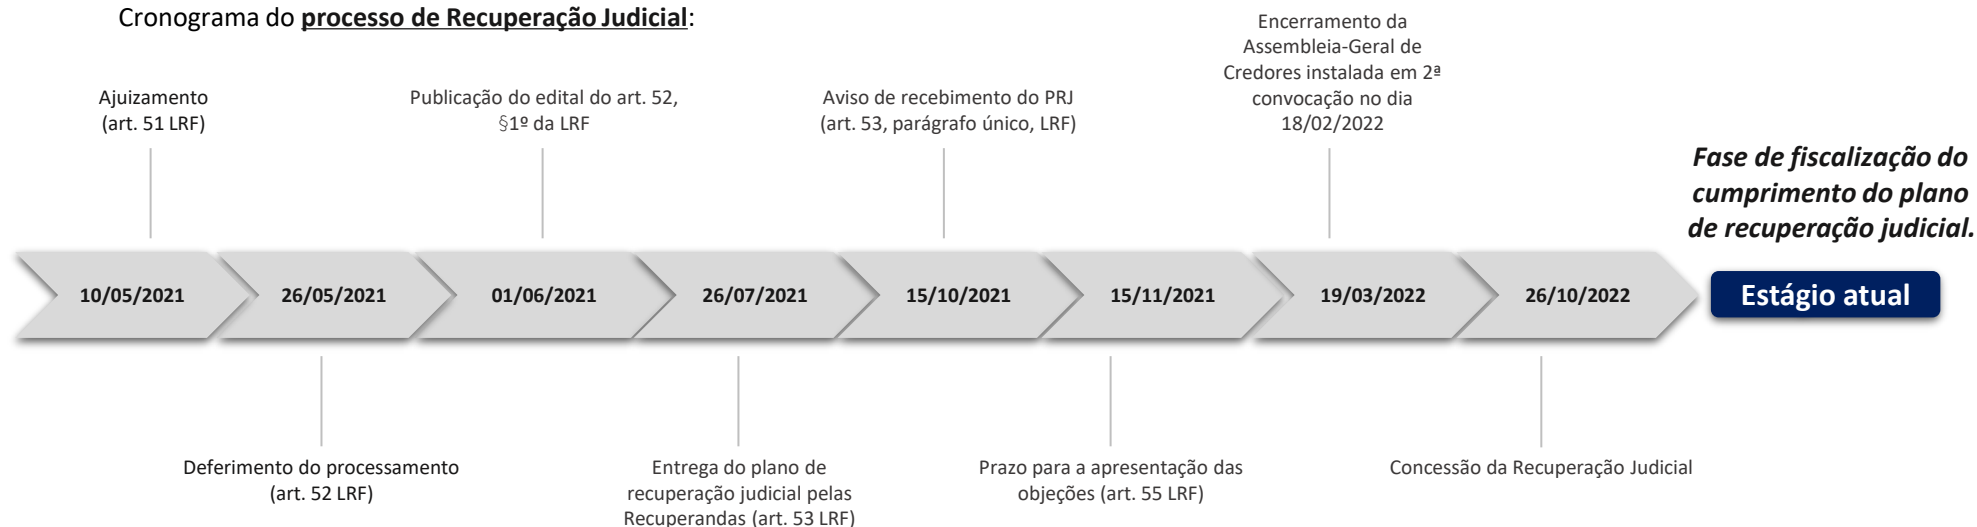 Cronograma do processo de Recuperação Judicial:
Ajuizamento
(art. 51 LRF)
Publicação do edital do art. 52,
§1º da LRF
Aviso de recebimento do PRJ
(art. 53, parágrafo único, LRF)
Encerramento da
Assembleia-Geral de
Credores instalada em 2ª
convocação no dia
18/02/2022
Fase de fiscalização do
cumprimento do plano
de recuperação judicial.
10/05/2021
26/05/2021
01/06/2021
26/07/2021
15/10/2021
15/11/2021
19/03/2022
26/10/2022
Estágio atual
Deferimento do processamento
(art. 52 LRF)
Entrega do plano de
recuperação judicial pelas
Recuperandas (art. 53 LRF)
Prazo para a apresentação das
objeções (art. 55 LRF)
Concessão da Recuperação Judicial